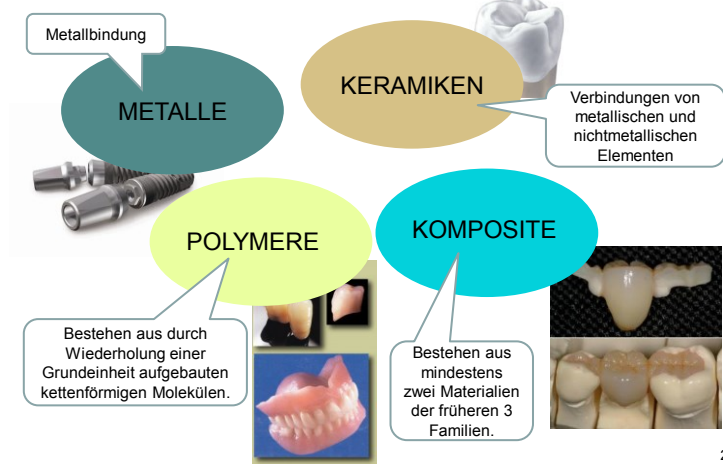 Metallbindung
METALLE
KERAMIKEN
Verbindungen von
metallischen und
nichtmetallischen
Elementen
POLYMERE
KOMPOSITE
Bestehen aus durch
Wiederholung einer
Grundeinheit aufgebauten
kettenförmigen Molekülen.
Bestehen aus
mindestens
zwei Materialien
der früheren 3
Familien.